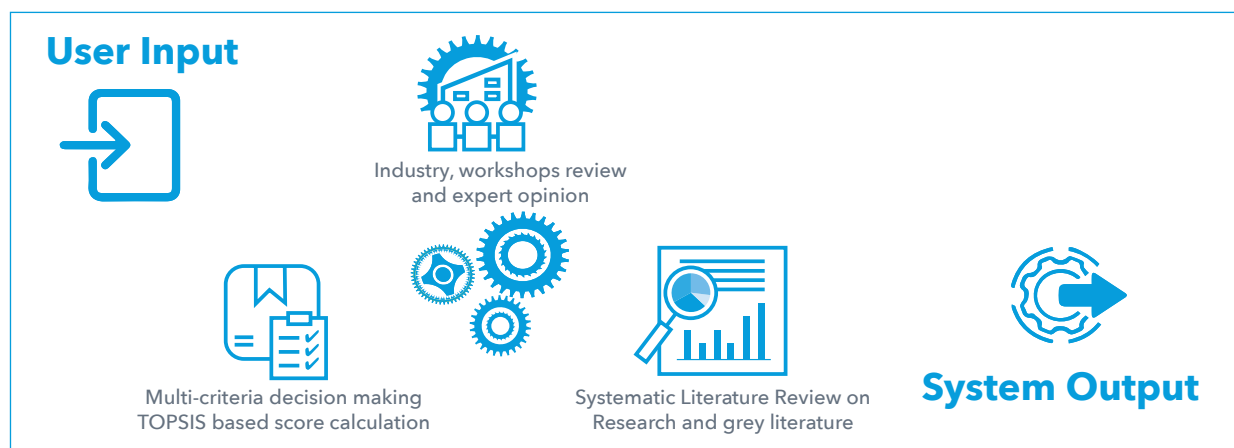 User Input
Industry, workshops review
and expert opinion
Multi-criteria decision making
TOPSIS based score calculation
Systematic Literature Review on
Research and grey literature
System Output